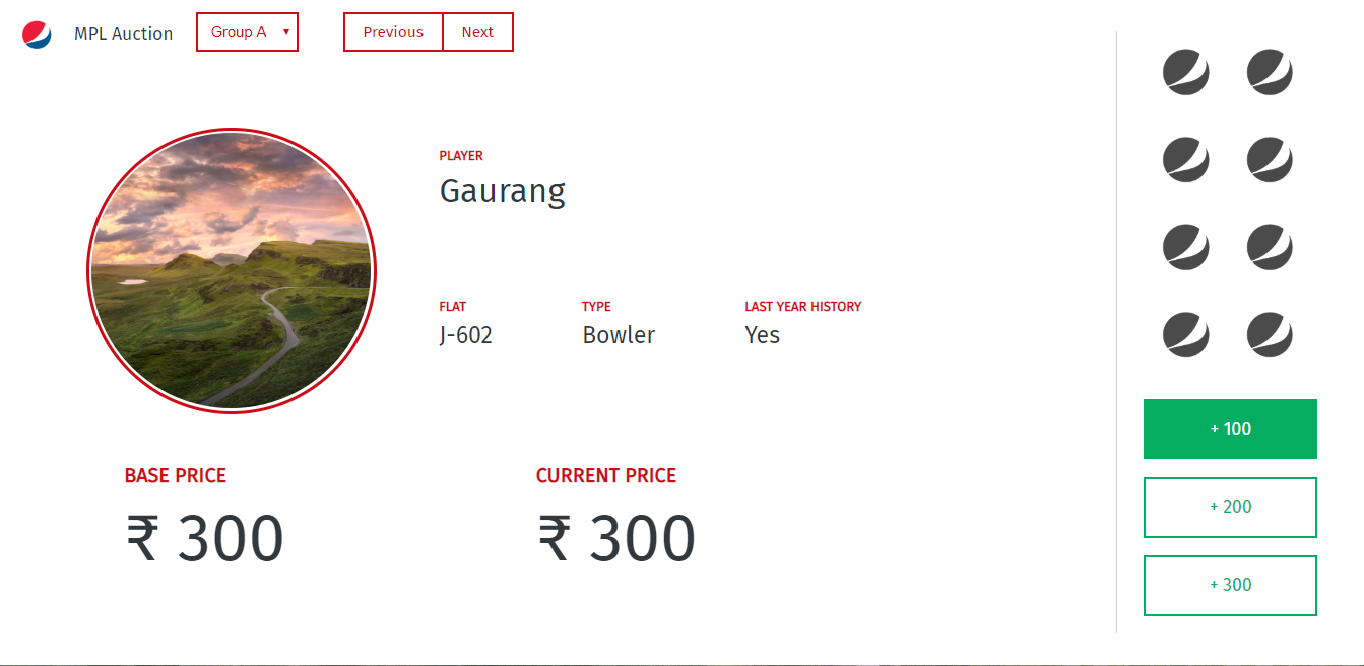 MPL Auction
Group A
Previous
Next
PLAYER
Gaurang
FLAT
J-602
TYPE
Bowler
LAST YEAR HISTORY
Yes
BASE PRICE
₹ 300
CURRENT PRICE
₹ 300
+ 100
+ 200
+ 300